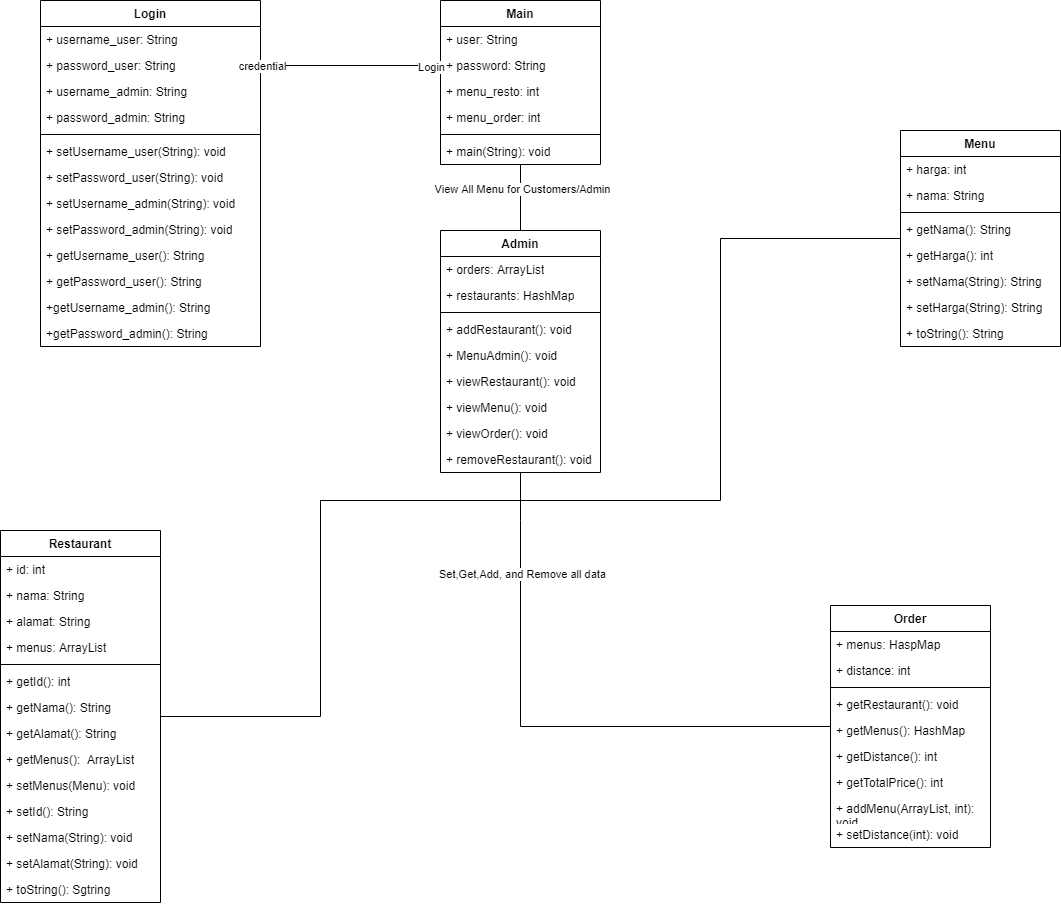 Login
+ username_user: String
+ password_user: String
+ username_admin: String
+ password_admin: String
+ setUsername_user(String): void
+ setPassword_user(String): void
+ setUsername_admin(String): void
+ setPassword_admin(String): void
+ getUsername_user(): String
+ getPassword_user(): String
+getUsername_admin(): String
+getPassword_admin(): String
credential
Login
Main
+ user: String
+ password: String
+ menu_resto: int
+ menu_order: int
+ main(String): void
View All Menu for Customers/Admin
Admin
+ orders: ArrayList
+ restaurants: HashMap
+ addRestaurant(): void
+ MenuAdmin(): void
+ viewRestaurant(): void
+ viewMenu(): void
+ viewOrder(): void
+ removeRestaurant(): void
Menu
+ harga: int
+ nama: String
+ getNama(): String
+ getHarga(): int
+ setNama(String): String
+ setHarga(String): String
+ toString(): String
Set,Get,Add, and Remove all data
Restaurant
+ id: int
+ nama: String
+ alamat: String
+ menus: ArrayList
+ getId(): int
+ getNama(): String
+ getAlamat(): String
+ getMenus():  ArrayList
+ setMenus(Menu): void
+ setId(): String
+ setNama(String): void
+ setAlamat(String): void
+ toString(): Sgtring
Order
+ menus: HaspMap
+ distance: int
+ getRestaurant(): void
+ getMenus(): HashMap
+ getDistance(): int
+ getTotalPrice(): int
+ addMenu(ArrayList, int):
void
+ setDistance(int): void